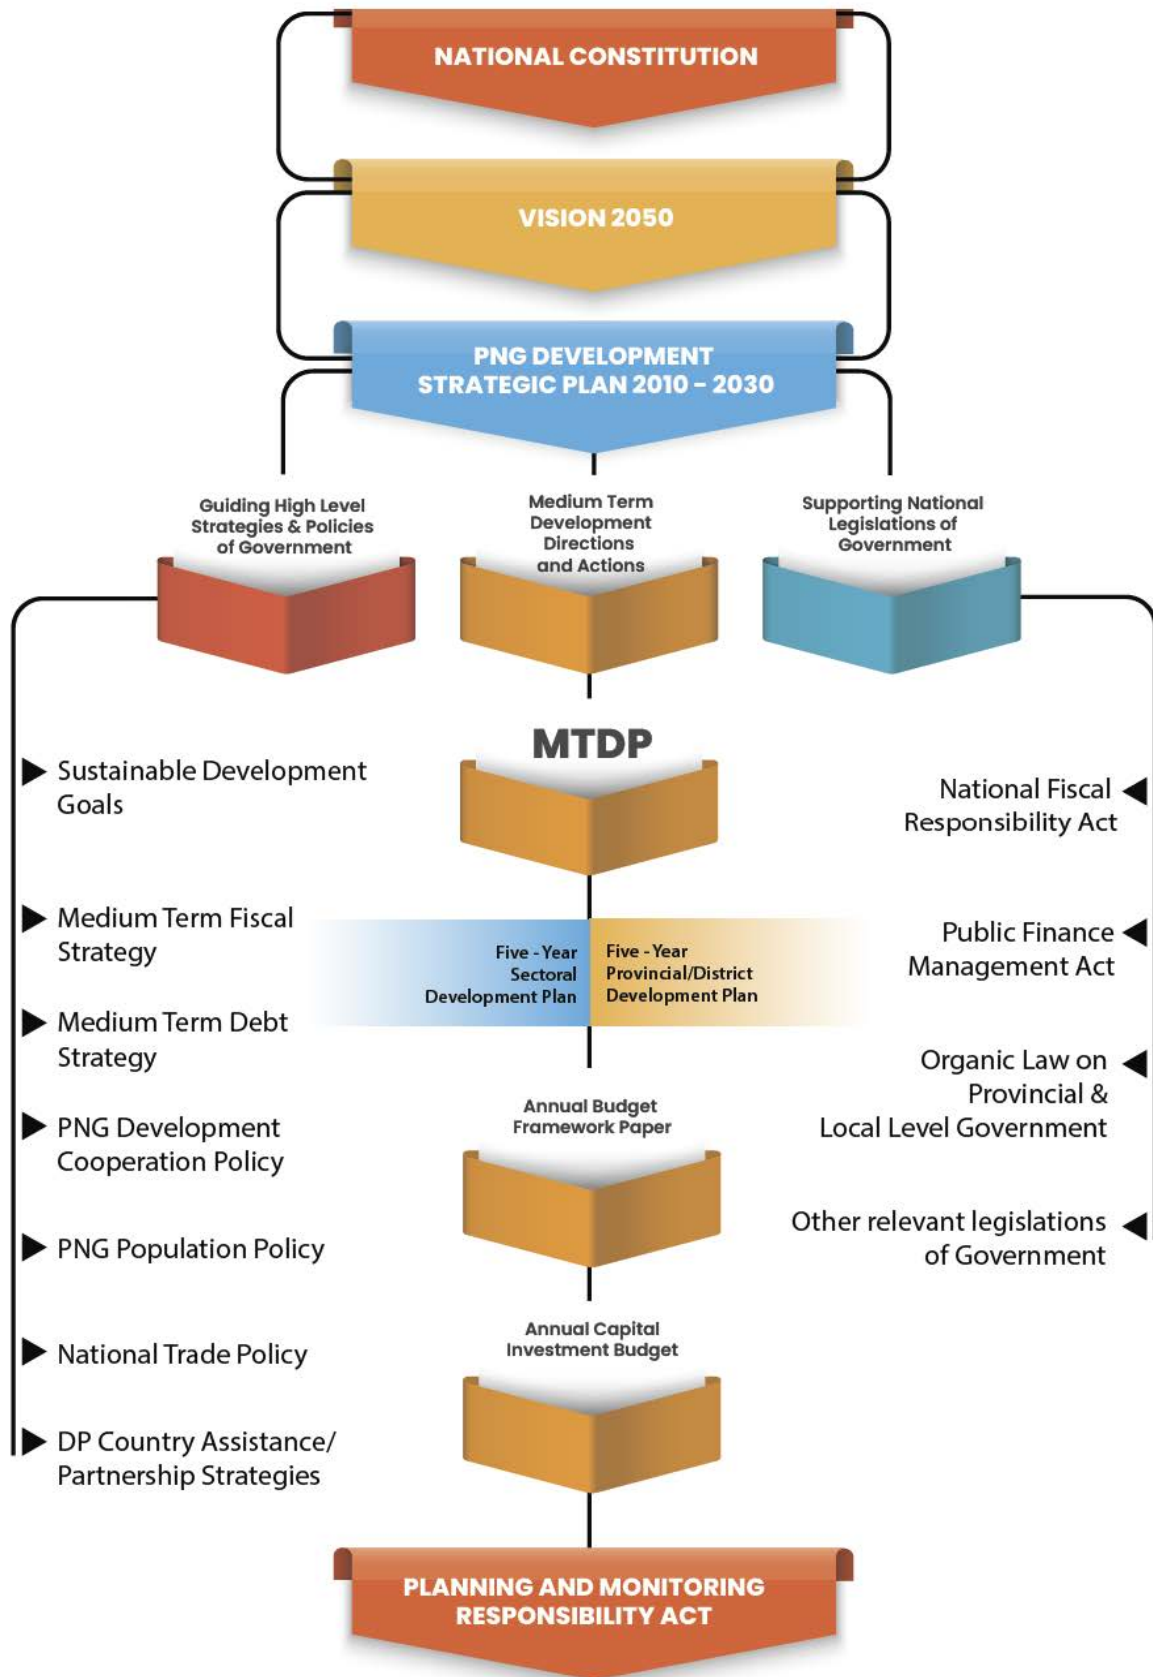 NATIONAL CONSTITUTION
VISION 2050
PNG DEVELOPMENT
STRATEGIC PLAN 2010 - 2030
Guiding High Level
Strategies & Policies
of Government
Medium Term
Development
Directions
and Actions
Supporting National
Legislations of
Government
MTDP
Sustainable Development
Goals
Medium Term Fiscal
Strategy
Medium Term Debt
Strategy
PNG Development
Cooperation Policy
PNG Population Policy
National Trade Policy
DP Country Assistance/
Partnership Strategies
Five - Year
Sectoral
Development Plan
Five - Year
Provincial/District
Development Plan
Annual Budget
Framework Paper
Annual Capital
Investment Budget
National Fiscal
Responsibility Act
Public Finance
Management Act
Organic Law on
Provincial &
Local Level Government
Other relevant legislations
of Government
PLANNING AND MONITORING
RESPONSIBILITY ACT